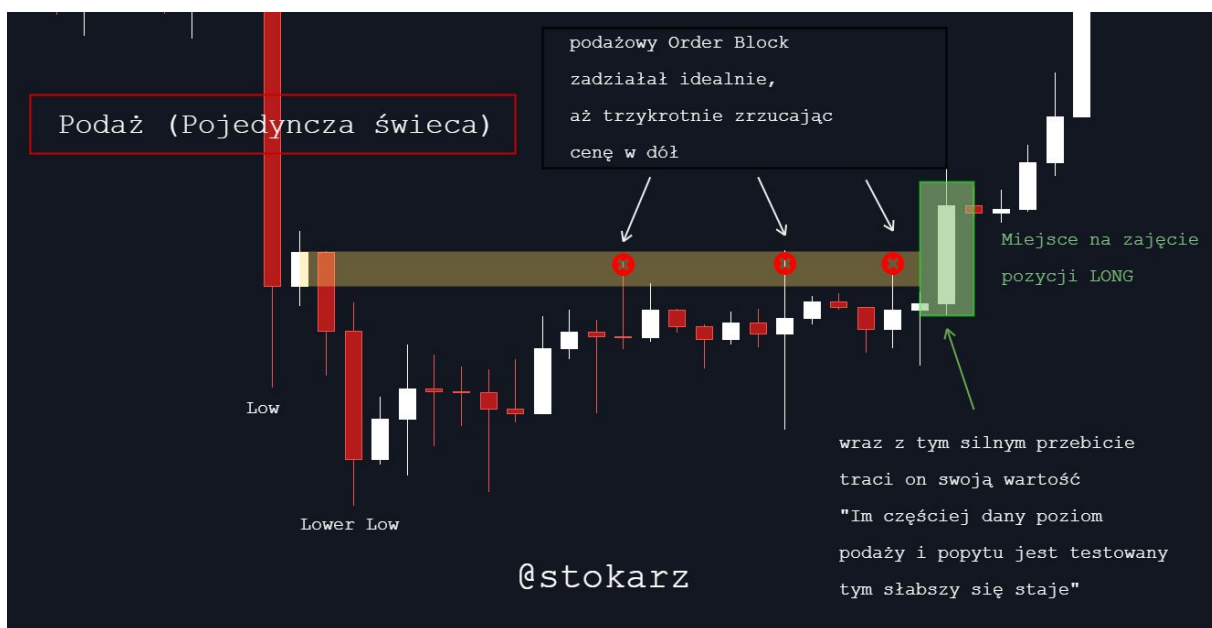 podażowy Order Block
zadziałał idealnie,
aż trzykrotnie zrzucając
cenę w dół
Podaż (Pojedyncza świeca)
Miejsce na zajęcie
pozycji LONG
Low
Lower Low
wraz z tym silnym przebicie
traci on swoją wartość
"Im częściej dany poziom
podaży i popytu jest testowany
tym słabszy się staje"
@stokarz